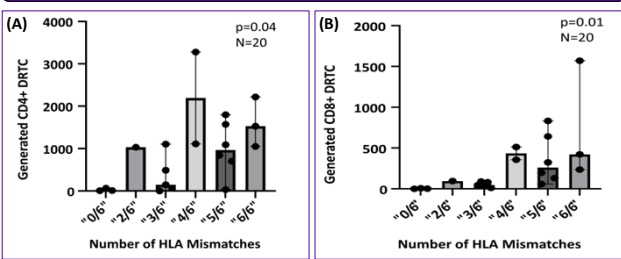 (A)
p=0.04
N=20
Generated CD4+ DRTC
4000
3000
2000
1000
0
"0/6"
"2/6"
"3/6"
"4/6"
"5/6"
"6/6"
Number of HLA Mismatches
(B)
p=0.01
N=20
Generated CD8+ DRTC
2000
1500
1000
500
0
"0/6"
"2/6"
"3/6"
"4/6"
"5/6"
"6/6"
Number of HLA Mismatches